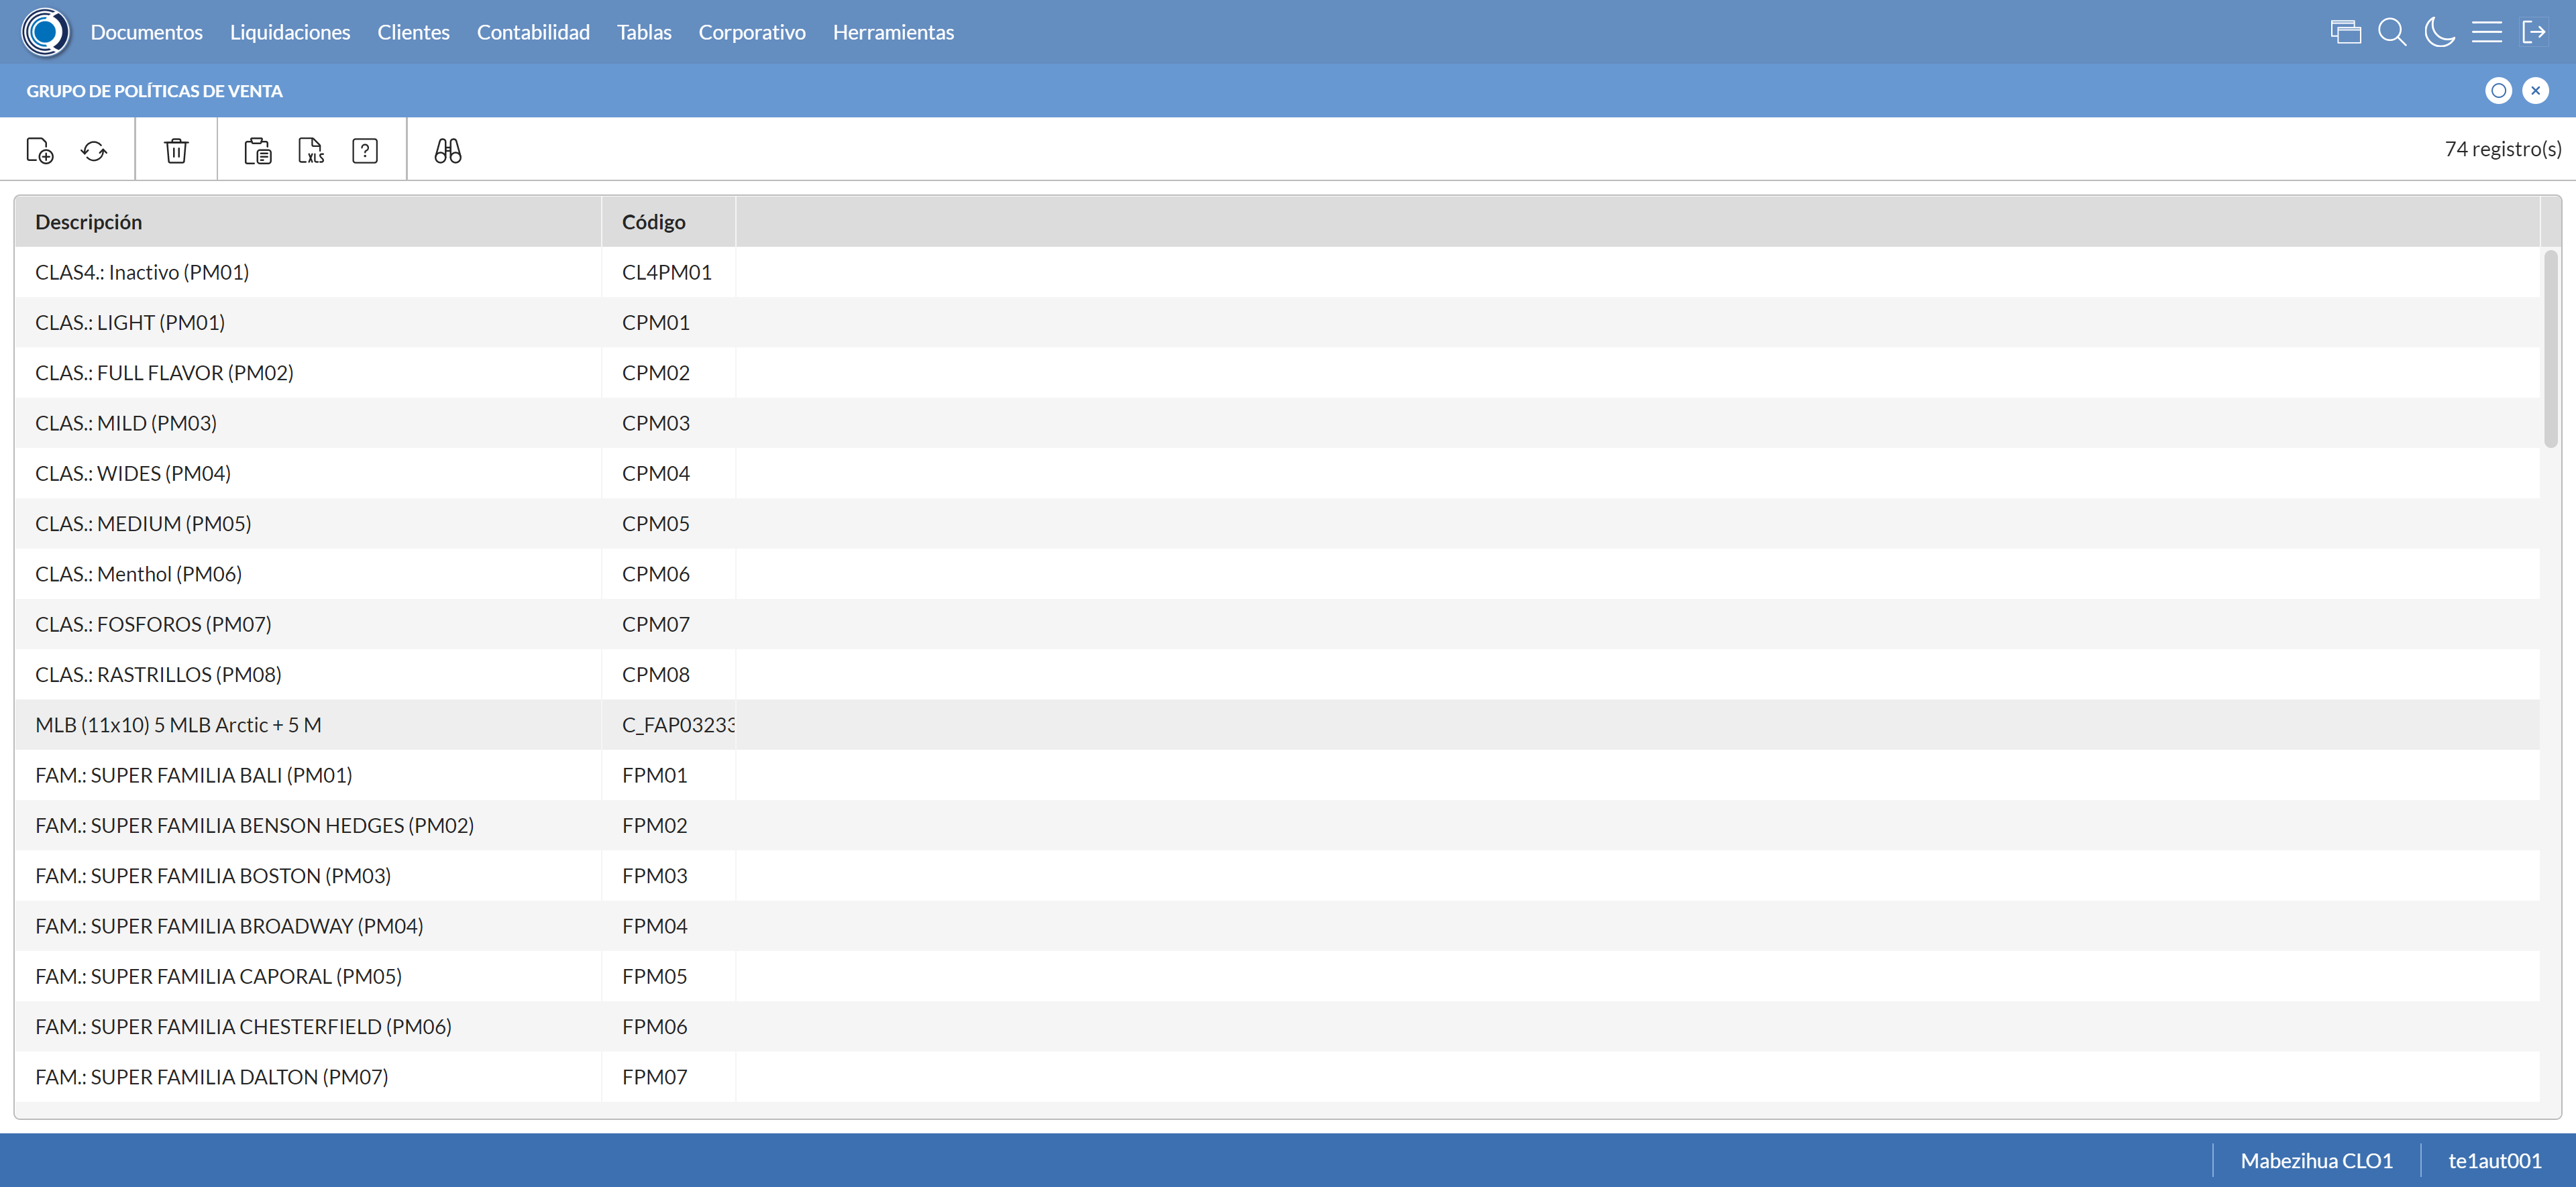 Documentos Liquidaciones Clientes Contabilidad Tablas Corporativo Herramientas
GRUPO DE POLÍTICAS DE VENTA
XLS ? 74 registro(s)
Descripción Código
CLAS4.: Inactivo (PM01) CL4PM01
CLAS.: LIGHT (PM01) CPM01
CLAS.: FULL FLAVOR (PM02) CPM02
CLAS.: MILD (PM03) CPM03
CLAS.: WIDES (PM04) CPM04
CLAS.: MEDIUM (PM05) CPM05
CLAS.: Menthol (PM06) CPM06
CLAS.: FOSFOROS (PM07) CPM07
CLAS.: RASTRILLOS (PM08) CPM08
MLB (11x10) 5 MLB Arctic + 5 M C_FAP03233
FAM.: SUPER FAMILIA BALI (PM01) FPM01
FAM.: SUPER FAMILIA BENSON HEDGES (PM02) FPM02
FAM.: SUPER FAMILIA BOSTON (PM03) FPM03
FAM.: SUPER FAMILIA BROADWAY (PM04) FPM04
FAM.: SUPER FAMILIA CAPORAL (PM05) FPM05
FAM.: SUPER FAMILIA CHESTERFIELD (PM06) FPM06
FAM.: SUPER FAMILIA DALTON (PM07) FPM07
Mabezihua CLO1 te1aut001